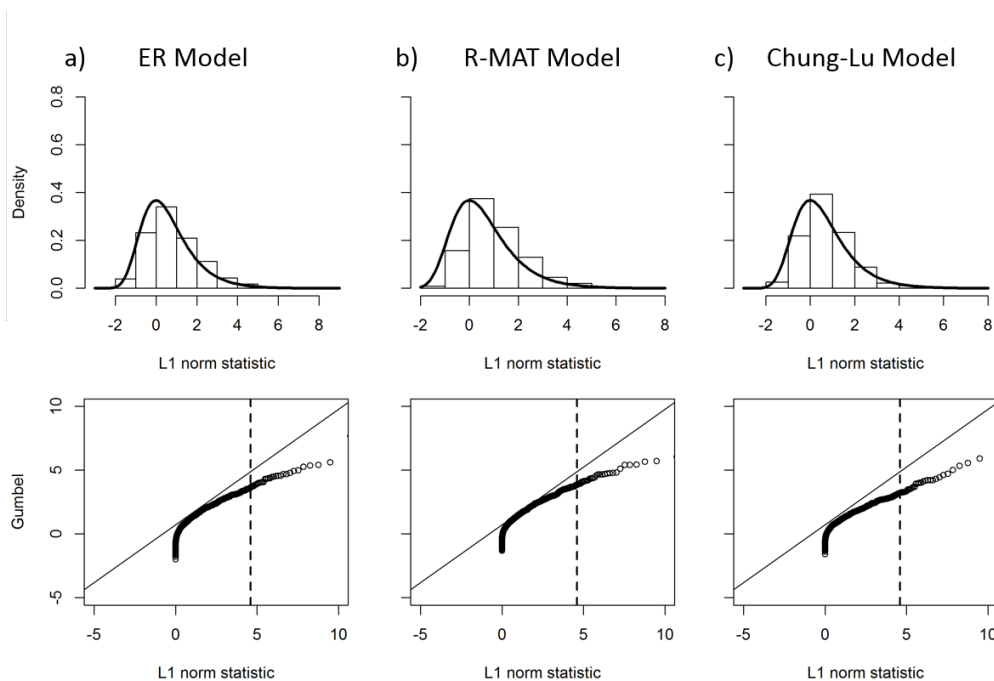 a) ER Model
b) R-MAT Model
c) Chung-Lu Model
Density
0.0 0.2 0.4 0.6 0.8
-2 0 2 4 6 8
-2 0 2 4 6 8
-2 0 2 4 6 8
L1 norm statistic
L1 norm statistic
L1 norm statistic
Gumbel
-5 0 5 10
-5 0 5 10
-5 0 5 10
-5 0 5 10
L1 norm statistic
L1 norm statistic
L1 norm statistic